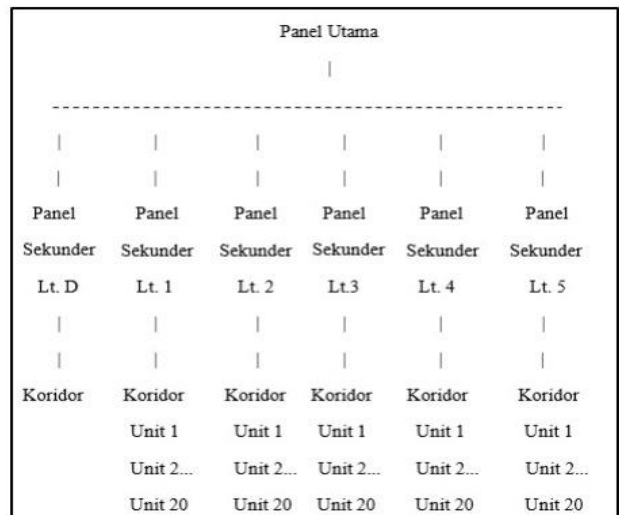 Panel Utama
|
---------------------------------------------------
| | | | | |
| | | | | |
Panel Panel Panel Panel Panel Panel
Sekunder Sekunder Sekunder Sekunder Sekunder Sekunder
Lt. D Lt. 1 Lt. 2 Lt.3 Lt. 4 Lt. 5
| | | | | |
| | | | | |
Koridor Koridor Koridor Koridor Koridor Koridor
Unit 1 Unit 1 Unit 1 Unit 1 Unit 1
Unit 2... Unit 2... Unit 2... Unit 2... Unit 2...
Unit 20 Unit 20 Unit 20 Unit 20 Unit 20